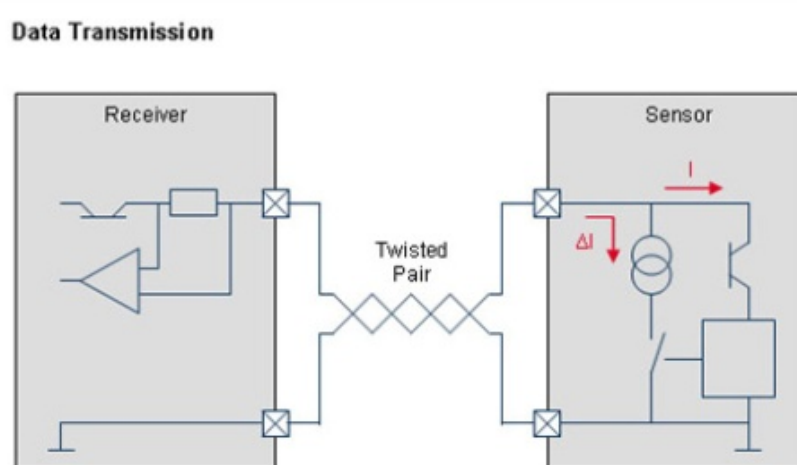 Data Transmission
Receiver
Sensor
I
Twisted
Pair
ΔI